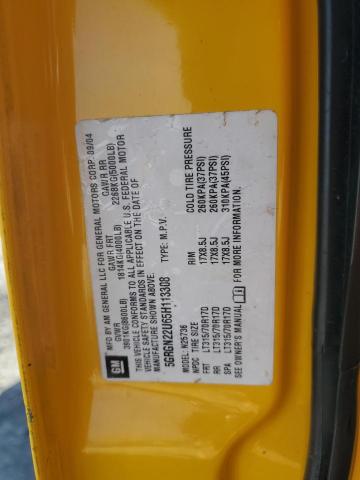 GM
MFD BY AM GENERAL LLC FOR GENERAL MOTORS CORP. 09/04
GVWR GAWR FRT GAWR RR
3901KG(8600LB) 1814KG(4000LB) 2268KG(5000LB)
THIS VEHICLE CONFORMS TO ALL APPLICABLE U.S. FEDERAL MOTOR
VEHICLE SAFETY STANDARDS IN EFFECT ON THE DATE OF
MANUFACTURE SHOWN ABOVE.
5GRGN22U65H113308 TYPE: M.P.V.
MODEL: N25736
NPDC TIRE SIZE RIM COLD TIRE PRESSURE
FRT LT315/70R17D 17X8.5J 260KPA(37PSI)
RR LT315/70R17D 17X8.5J 260KPA(37PSI)
SPA LT315/70R17D 17X8.5J 310KPA(45PSI)
SEE OWNER'S MANUAL FOR MORE INFORMATION.